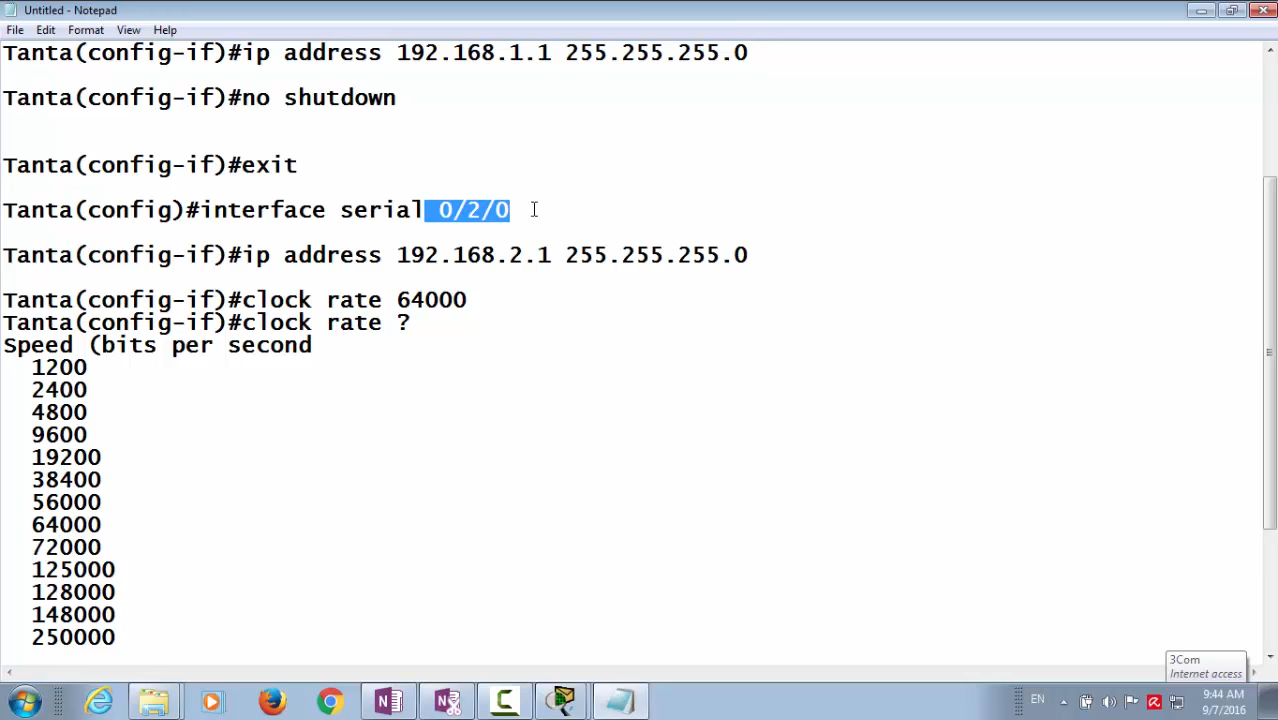 Untitled - Notepad
File Edit Format View Help
Tanta(config-if)#ip address 192.168.1.1 255.255.255.0
Tanta(config-if)#no shutdown
Tanta(config-if)#exit
Tanta(config)#interface serial 0/2/0
Tanta(config-if)#ip address 192.168.2.1 255.255.255.0
Tanta(config-if)#clock rate 64000
Tanta(config-if)#clock rate ?
Speed (bits per second
1200
2400
4800
9600
19200
38400
56000
64000
72000
125000
128000
148000
250000
3Com
Internet access
EN
9:44 AM
9/7/2016